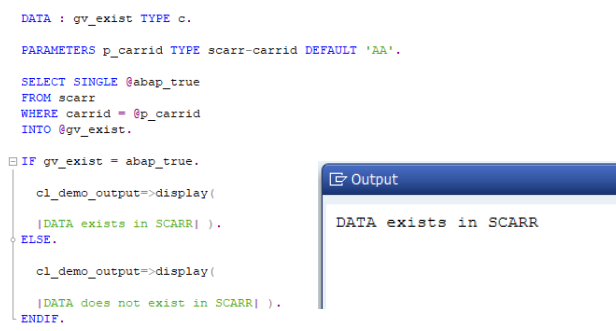 DATA : gv_exist TYPE c.
PARAMETERS p_carrid TYPE scarr-carrid DEFAULT 'AA'.
SELECT SINGLE @abap_true
FROM scarr
WHERE carrid = @p_carrid
INTO @gv_exist.
IF gv_exist = abap_true.
cl_demo_output=>display(
|DATA exists in SCARR| ).
ELSE.
cl_demo_output=>display(
|DATA does not exist in SCARR| ).
ENDIF.
Output
DATA exists in SCARR